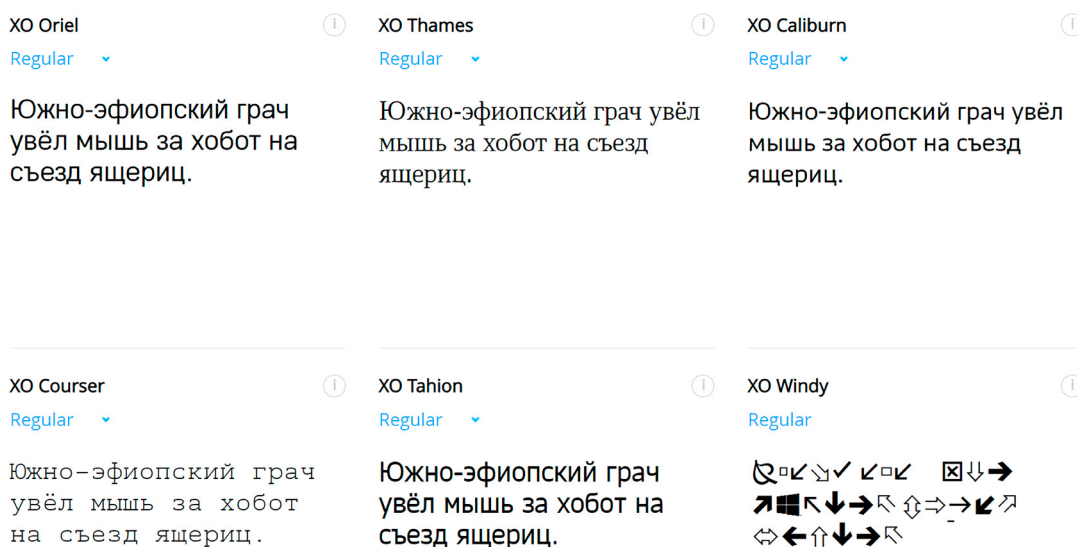 XO Oriel
Regular
Южно-эфиопский грач
увёл мышь за хобот на
съезд ящериц.
XO Thames
Regular
Южно-эфиопский грач увёл
мышь за хобот на съезд
ящериц.
XO Caliburn
Regular
Южно-эфиопский грач увёл
мышь за хобот на съезд
ящериц.
XO Courser
Regular
Южно-эфиопский грач
увёл мышь за хобот
на съезд ящериц.
XO Tahion
Regular
Южно-эфиопский грач
увёл мышь за хобот на
съезд ящериц.
XO Windy
Regular